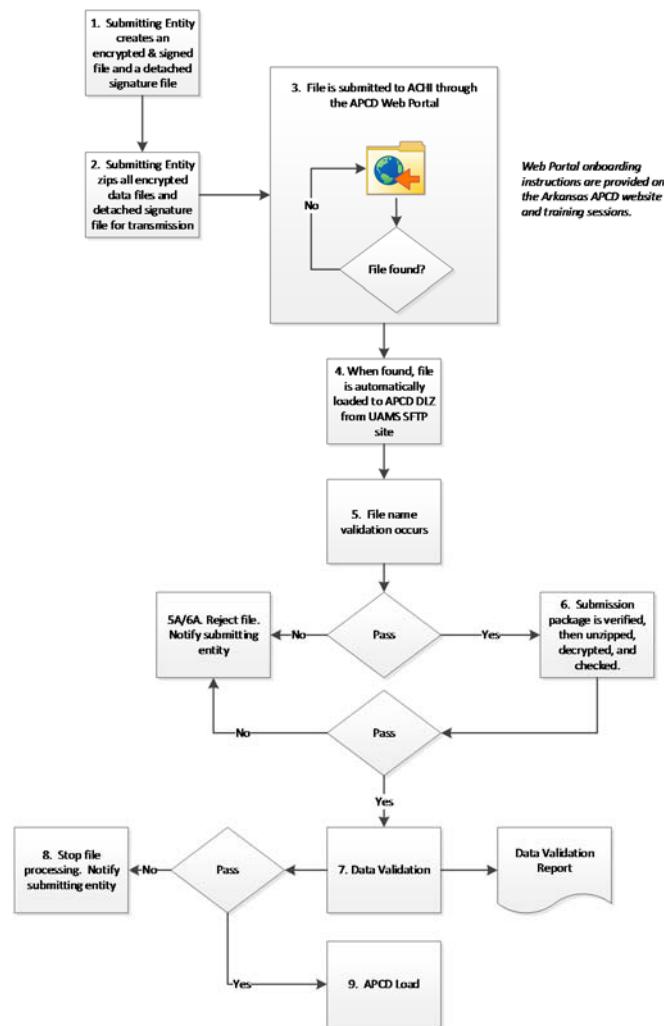 1. Submitting Entity
creates an
encrypted & signed
file and a detached
signature file
2. Submitting Entity
zips all encrypted
data files and
detached signature
file for transmission
3. File is submitted to ACHI through
the APCD Web Portal
No
File found?
Web Portal onboarding
instructions are provided on
the Arkansas APCD website
and training sessions.
4. When found, file
is automatically
loaded to APCD DLZ
from UAMS SFTP
site
5. File name
validation occurs
5A/6A. Reject file.
Notify submitting
entity
No
Pass
Yes
6. Submission
package is verified,
then unzipped,
decrypted, and
checked.
No
Pass
Yes
8. Stop file
processing. Notify
submitting entity
No
Pass
7. Data Validation
Data Validation
Report
Yes
9. APCD Load